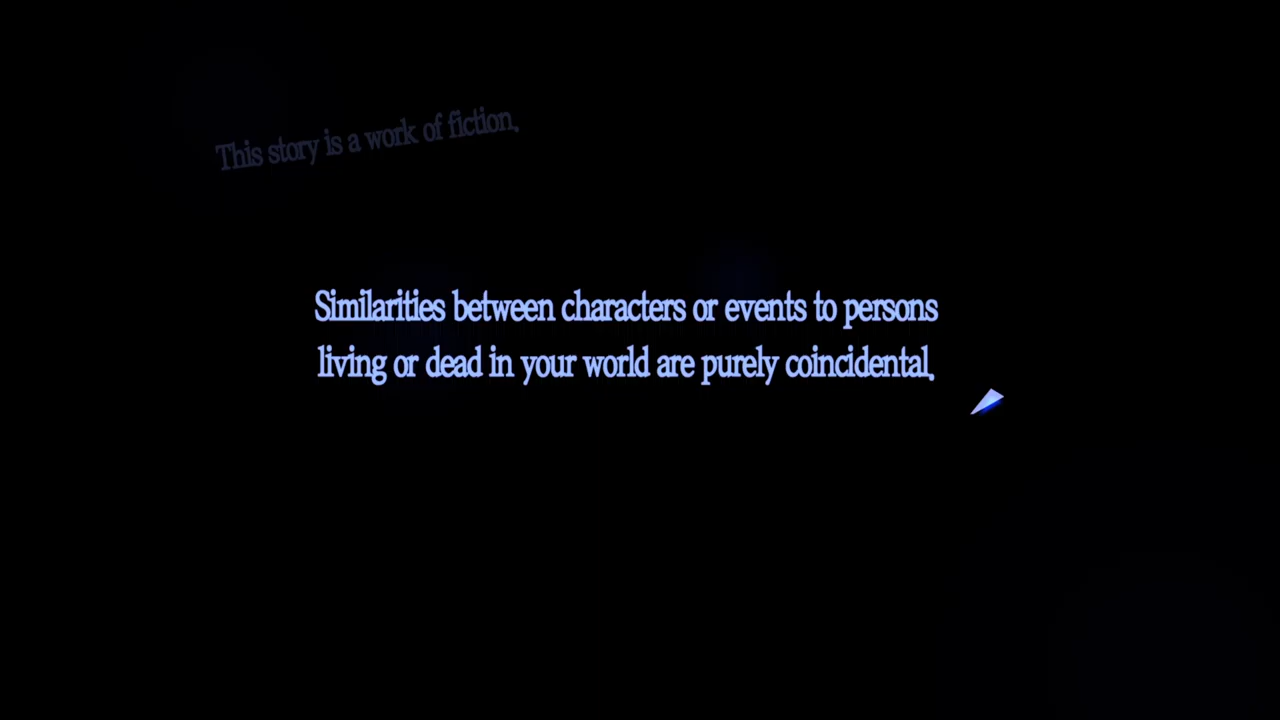 This story is a work of fiction.
Similarities between characters or events to persons
living or dead in your world are purely coincidental.